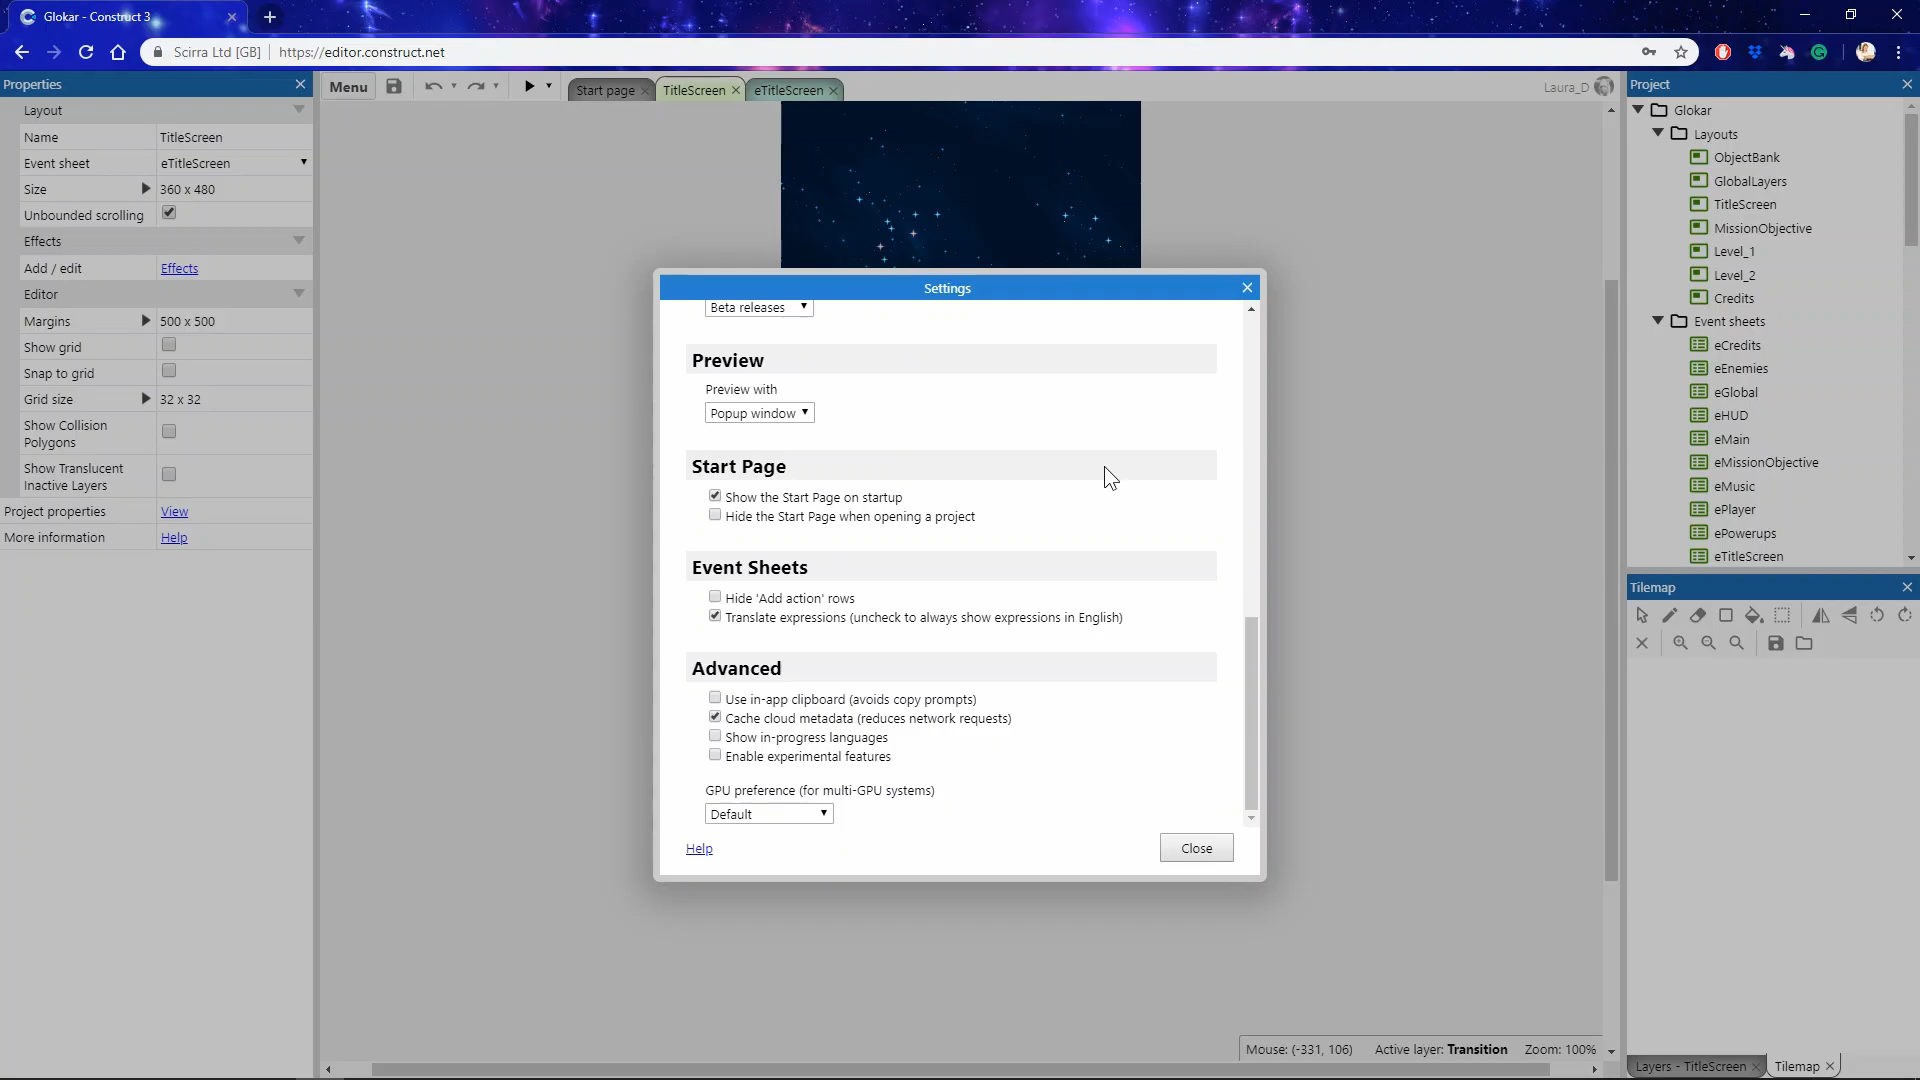 Glokar - Construct 3
Scirra Ltd [GB] https://editor.construct.net
Properties
Menu
Start page
TitleScreen
eTitleScreen
Laura_D
Project
Layout
Name TitleScreen
Event sheet eTitleScreen
Size 360 x 480
Unbounded scrolling
Effects
Add / edit Effects
Editor
Margins 500 x 500
Show grid
Snap to grid
Grid size 32 x 32
Show Collision
Polygons
Show Translucent
Inactive Layers
Project properties View
More information Help
Settings
Beta releases
Preview
Preview with
Popup window
Start Page
Show the Start Page on startup
Hide the Start Page when opening a project
Event Sheets
Hide 'Add action' rows
Translate expressions (uncheck to always show expressions in English)
Advanced
Use in-app clipboard (avoids copy prompts)
Cache cloud metadata (reduces network requests)
Show in-progress languages
Enable experimental features
GPU preference (for multi-GPU systems)
Default
Help
Close
Glokar
Layouts
ObjectBank
GlobalLayers
TitleScreen
MissionObjective
Level_1
Level_2
Credits
Event sheets
eCredits
eEnemies
eGlobal
eHUD
eMain
eMissionObjective
eMusic
ePlayer
ePowerups
eTitleScreen
Tilemap
Mouse: (-331, 106) Active layer: Transition Zoom: 100%
Layers - TitleScreen
Tilemap